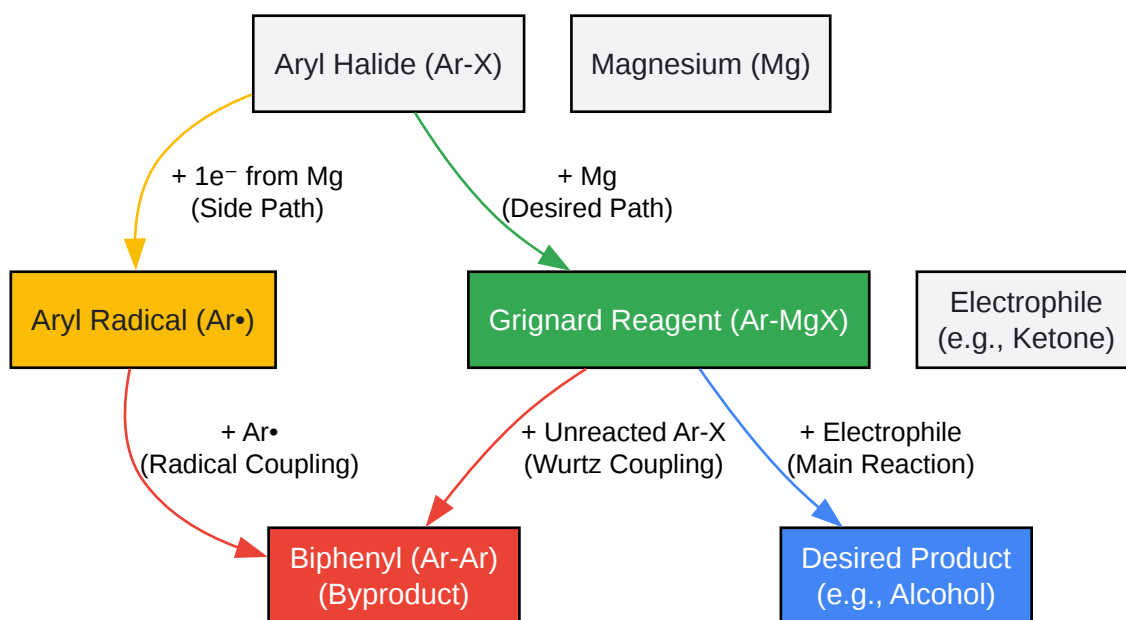 Aryl Halide (Ar-X)
Magnesium (Mg)
+ 1e⁻ from Mg
(Side Path)
+ Mg
(Desired Path)
Aryl Radical (Ar•)
Grignard Reagent (Ar-MgX)
Electrophile
(e.g., Ketone)
+ Ar•
(Radical Coupling)
+ Unreacted Ar-X
(Wurtz Coupling)
+ Electrophile
(Main Reaction)
Biphenyl (Ar-Ar)
(Byproduct)
Desired Product
(e.g., Alcohol)